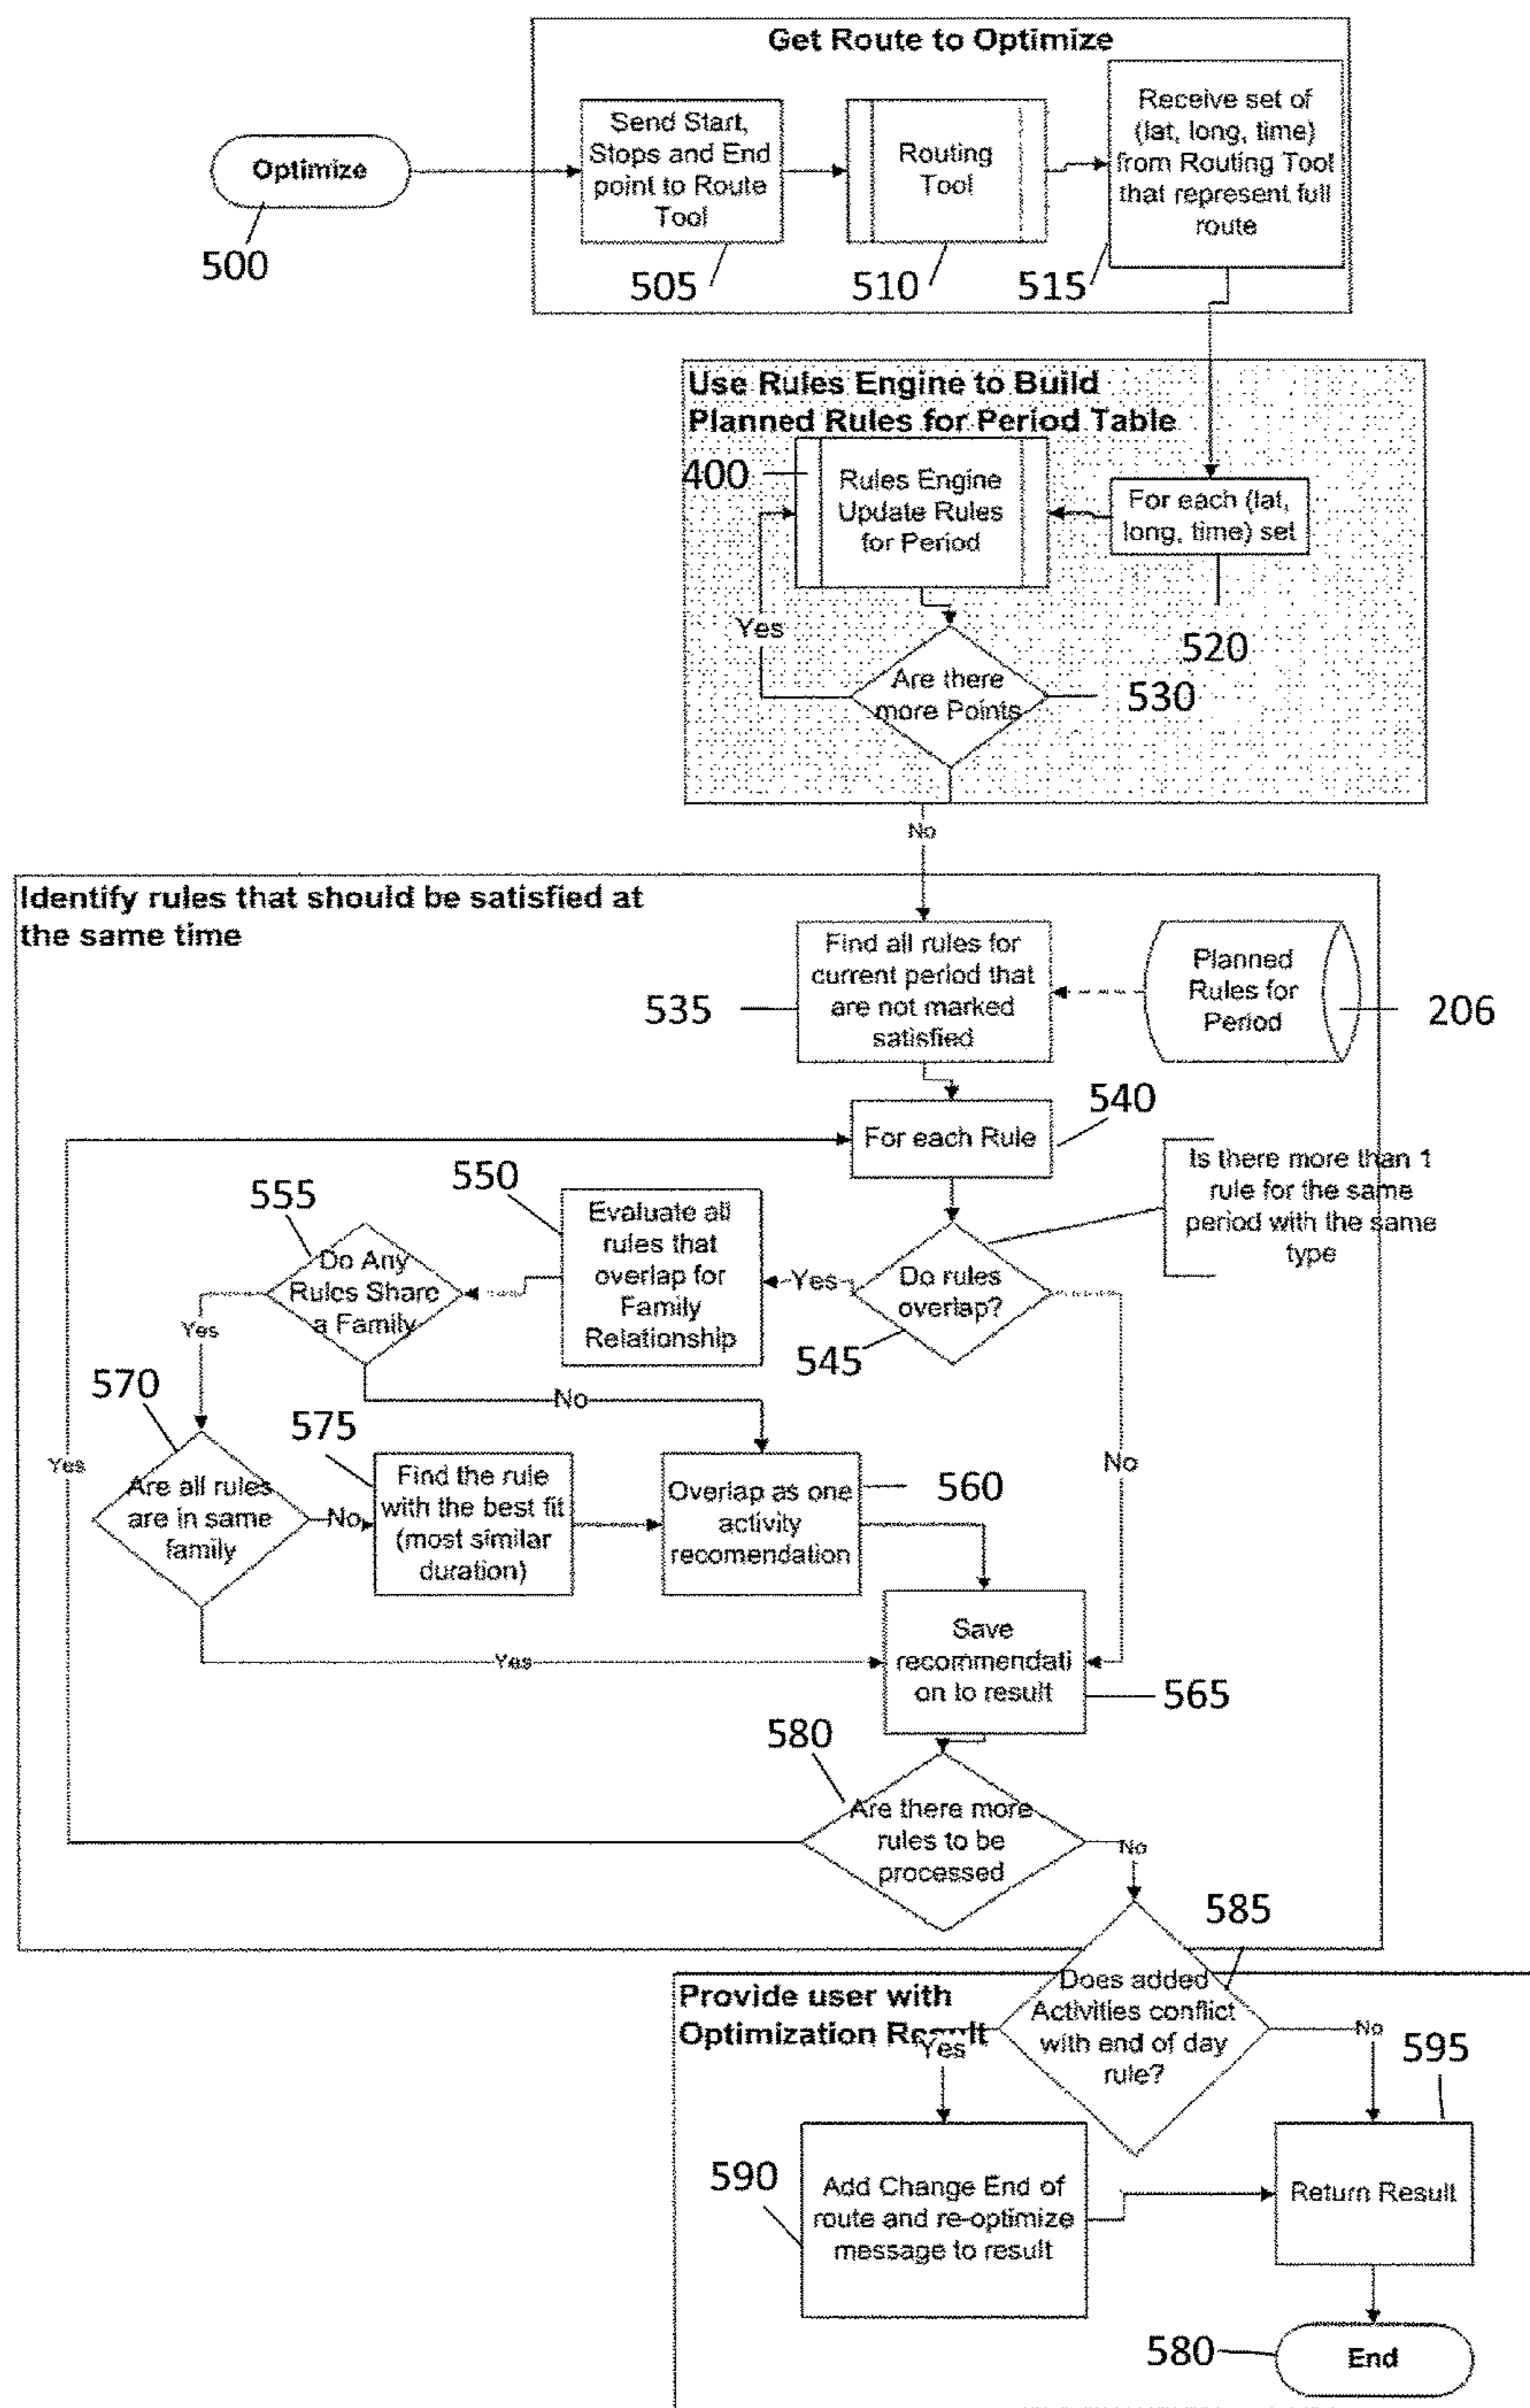 Get Route to Optimize
Optimize
500
Send Start,
Stops and End
point to Route
Tool
505
Routing
Tool
510
Receive set of
(lat, long, time)
from Routing Tool
that represent full
route
515
Use Rules Engine to Build
Planned Rules for Period Table
400
Rules Engine
Update Rules
for Period
For each (lat,
long, time) set
520
Yes
Are there
more Points
530
No
Identify rules that should be satisfied at
the same time
Find all rules for
current period that
are not marked
satisfied
535
Planned
Rules for
Period
206
For each Rule
540
Is there more than 1
rule for the same
period with the same
type
Do rules
overlap?
545
Yes
No
550
Evaluate all
rules that
overlap for
Family
Relationship
555
Do Any
Rules Share
a Family
Yes
No
570
Are all rules
are in same
family
No
Yes
575
Find the rule
with the best fit
(most similar
duration)
Overlap as one
activity
recomendation
560
Save
recommendati
on to result
565
580
Are there more
rules to be
processed
Yes
No
585
Does added
Activities conflict
with end of day
rule?
Provide user with
Optimization Result
Yes
No
590
Add Change End of
route and re-optimize
message to result
595
Return Result
580
End